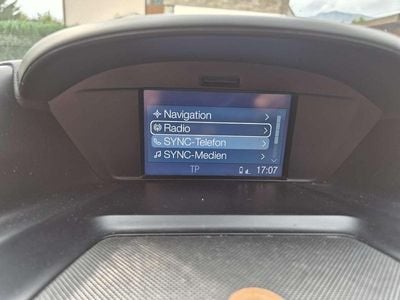 Navigation
Radio
SYNC-Telefon
SYNC-Medien
TP 17:07